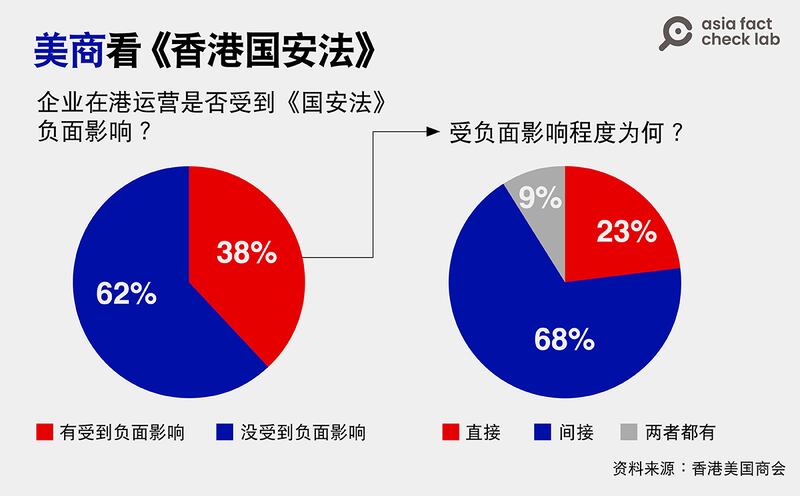 asia fact
check lab
美商看《香港国安法》
企业在港运营是否受到《国安法》
负面影响？
受负面影响程度为何？
38%
62%
9%
23%
68%
有受到负面影响 没受到负面影响
直接 间接 两者都有
资料来源：香港美国商会